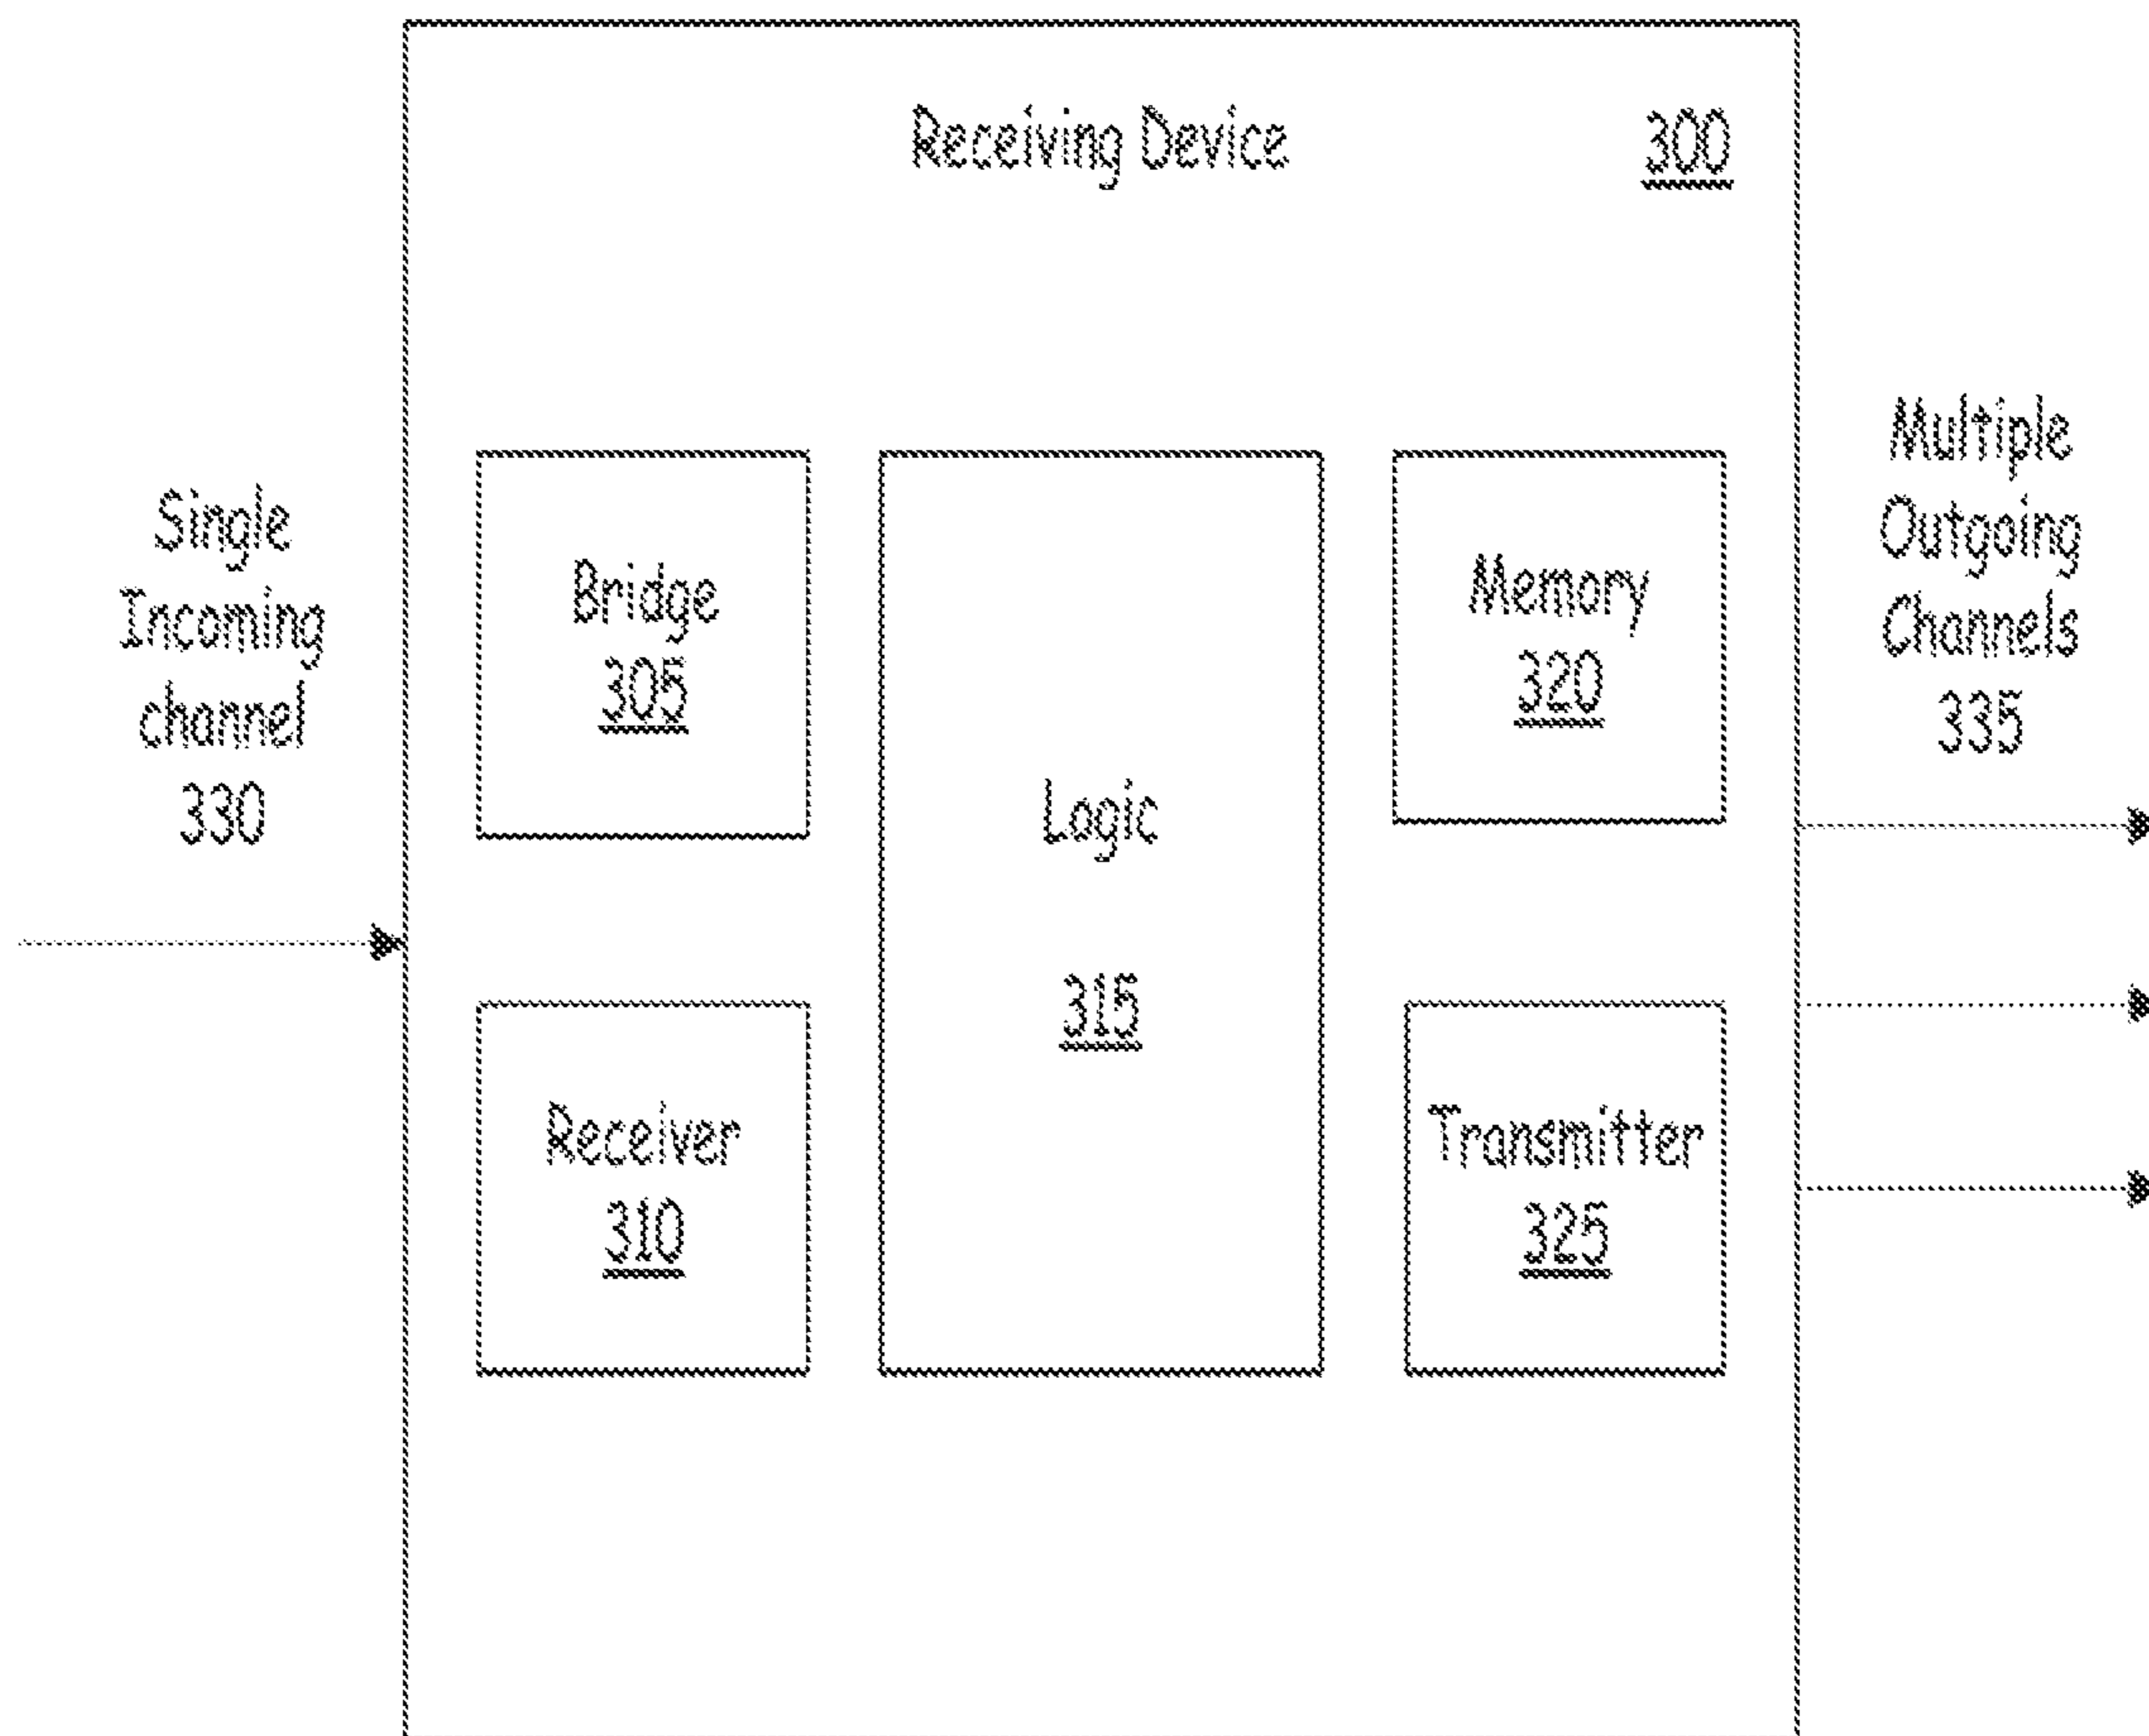 Receiving Device
300
Single
Incoming
channel
330
Bridge
305
Receiver
310
Logic
315
Memory
320
Transmitter
325
Multiple
Outgoing
Channels
335